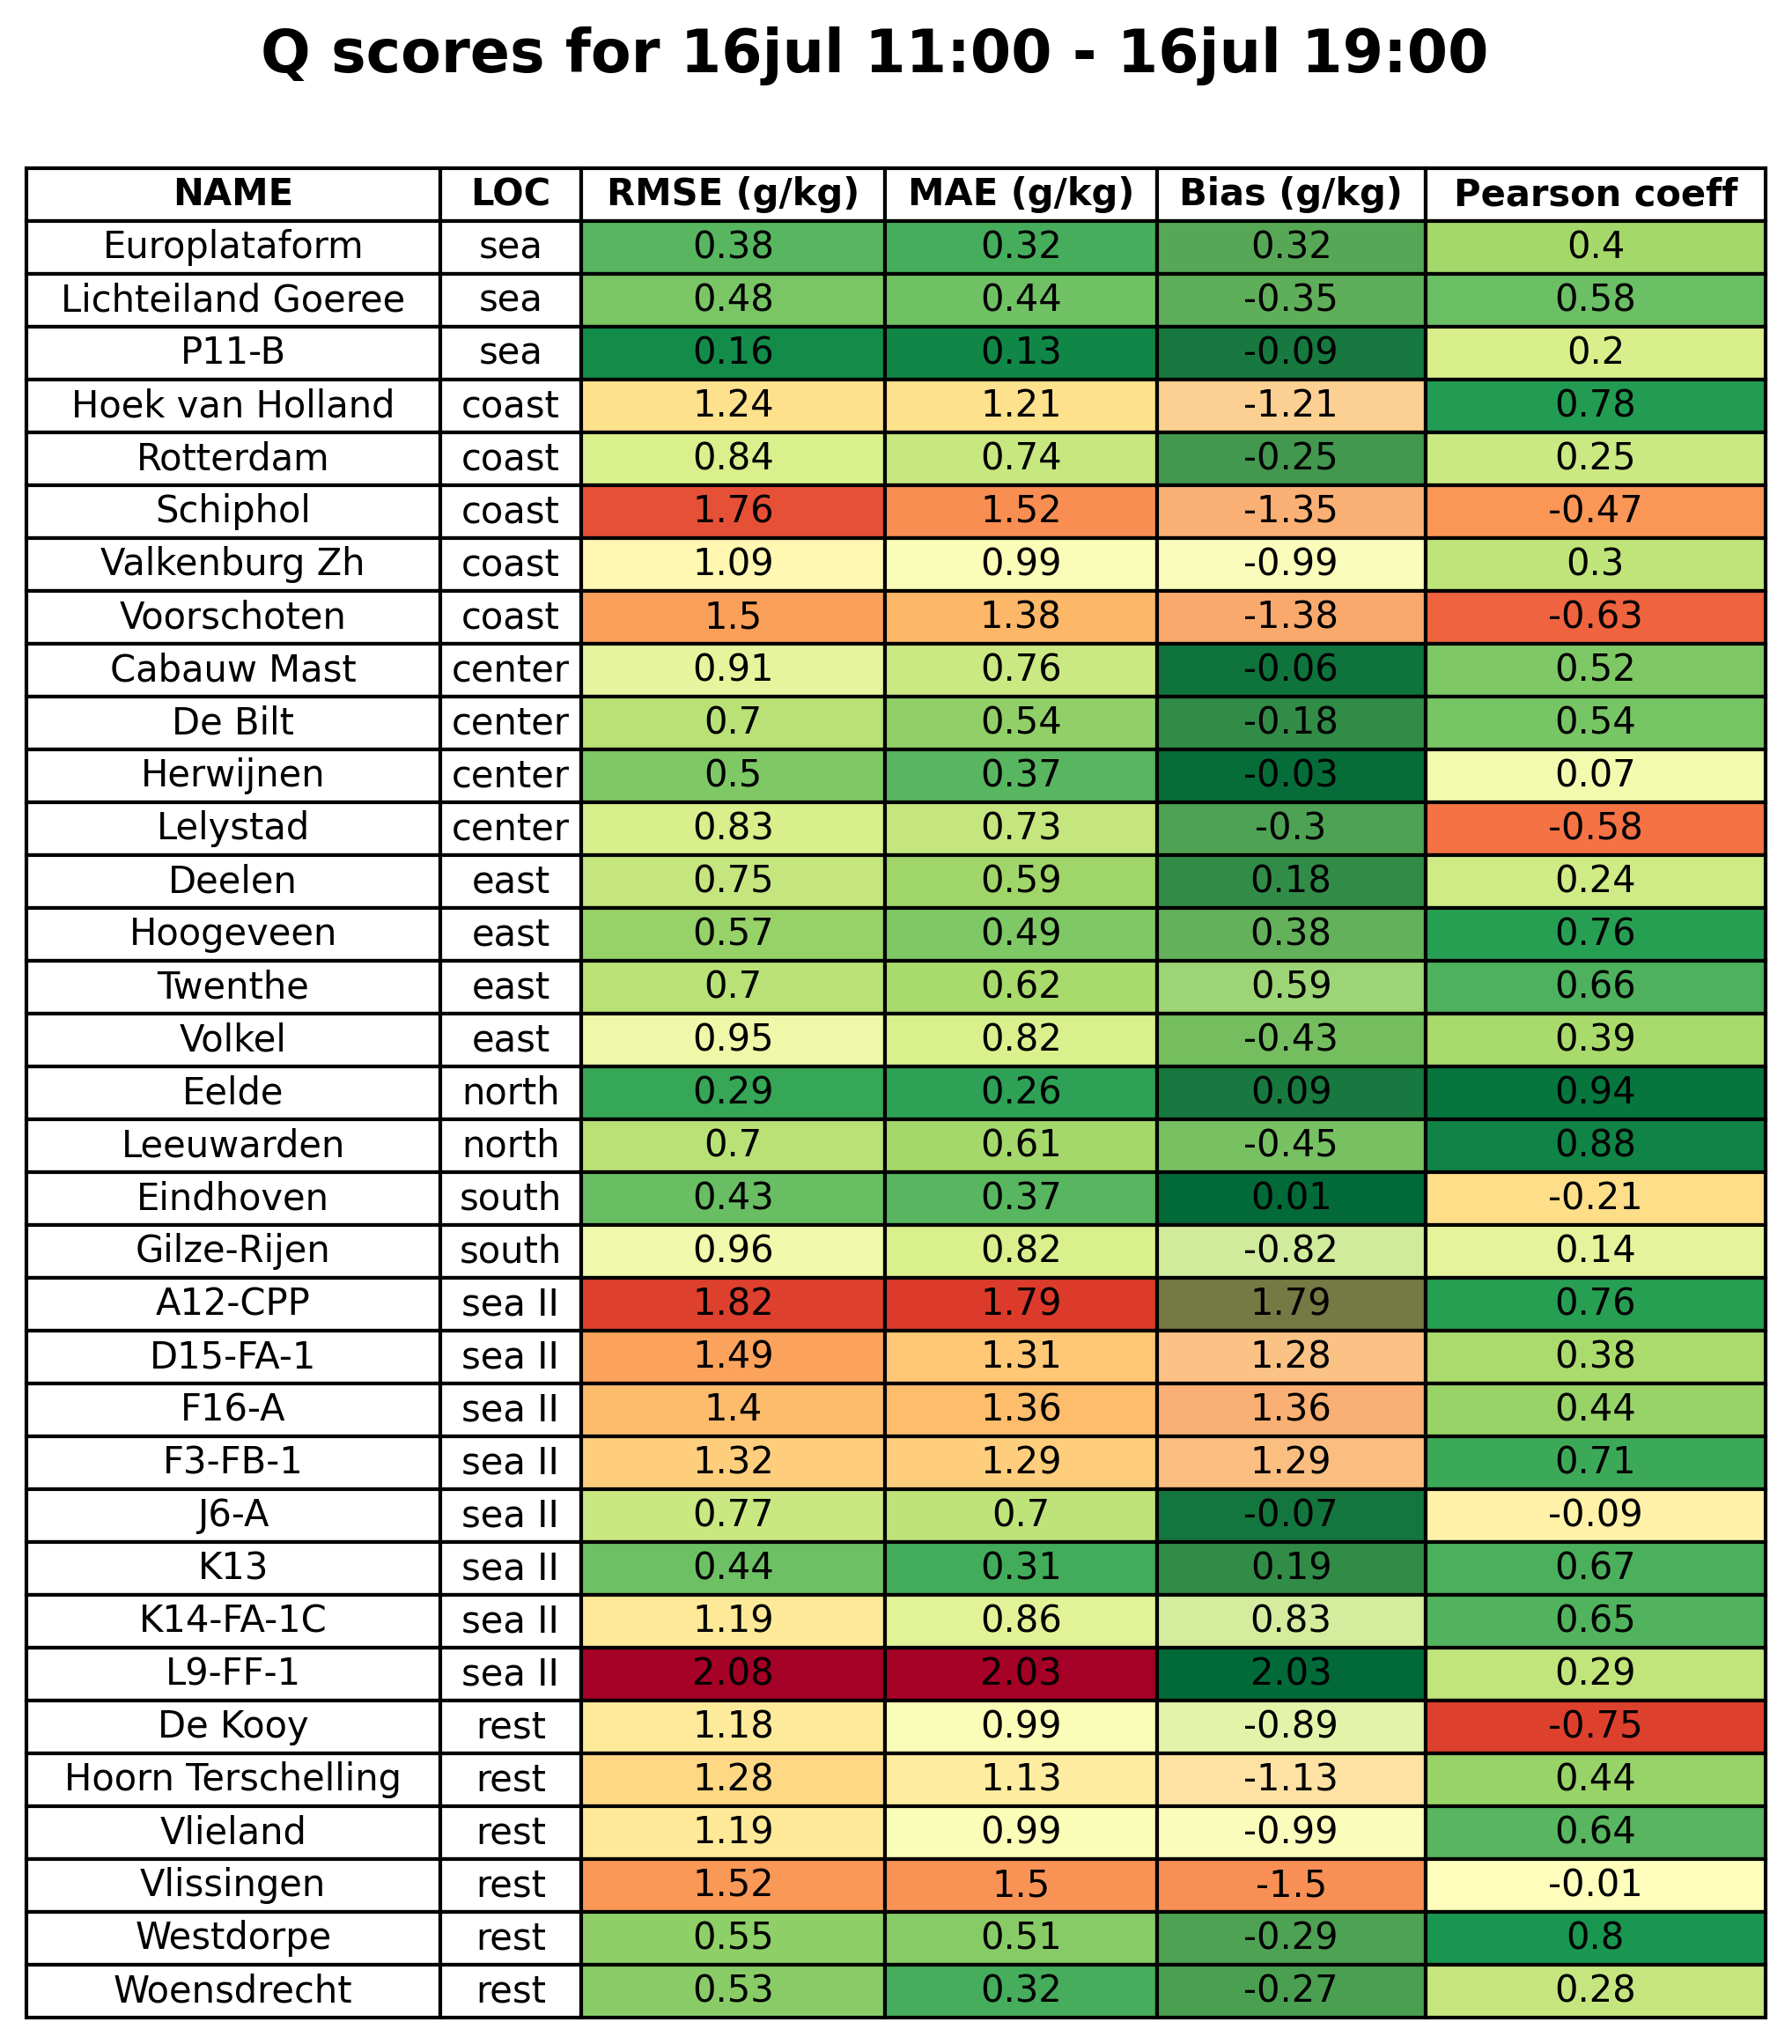 Q scores for 16jul 11:00 - 16jul 19:00
NAME LOC RMSE (g/kg) MAE (g/kg) Bias (g/kg) Pearson coeff
Europlataform sea 0.38 0.32 0.32 0.4
Lichteiland Goeree sea 0.48 0.44 -0.35 0.58
P11-B sea 0.16 0.13 -0.09 0.2
Hoek van Holland coast 1.24 1.21 -1.21 0.78
Rotterdam coast 0.84 0.74 -0.25 0.25
Schiphol coast 1.76 1.52 -1.35 -0.47
Valkenburg Zh coast 1.09 0.99 -0.99 0.3
Voorschoten coast 1.5 1.38 -1.38 -0.63
Cabauw Mast center 0.91 0.76 -0.06 0.52
De Bilt center 0.7 0.54 -0.18 0.54
Herwijnen center 0.5 0.37 -0.03 0.07
Lelystad center 0.83 0.73 -0.3 -0.58
Deelen east 0.75 0.59 0.18 0.24
Hoogeveen east 0.57 0.49 0.38 0.76
Twenthe east 0.7 0.62 0.59 0.66
Volkel east 0.95 0.82 -0.43 0.39
Eelde north 0.29 0.26 0.09 0.94
Leeuwarden north 0.7 0.61 -0.45 0.88
Eindhoven south 0.43 0.37 0.01 -0.21
Gilze-Rijen south 0.96 0.82 -0.82 0.14
A12-CPP sea II 1.82 1.79 1.79 0.76
D15-FA-1 sea II 1.49 1.31 1.28 0.38
F16-A sea II 1.4 1.36 1.36 0.44
F3-FB-1 sea II 1.32 1.29 1.29 0.71
J6-A sea II 0.77 0.7 -0.07 -0.09
K13 sea II 0.44 0.31 0.19 0.67
K14-FA-1C sea II 1.19 0.86 0.83 0.65
L9-FF-1 sea II 2.08 2.03 2.03 0.29
De Kooy rest 1.18 0.99 -0.89 -0.75
Hoorn Terschelling rest 1.28 1.13 -1.13 0.44
Vlieland rest 1.19 0.99 -0.99 0.64
Vlissingen rest 1.52 1.5 -1.5 -0.01
Westdorpe rest 0.55 0.51 -0.29 0.8
Woensdrecht rest 0.53 0.32 -0.27 0.28